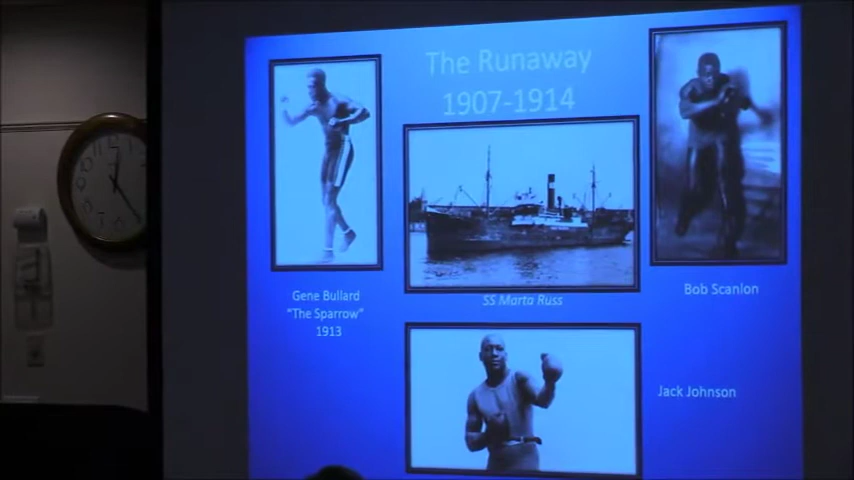 The Runaway
1907-1914
Gene Bullard
"The Sparrow"
1913
SS Marta Russ
Bob Scanlon
Jack Johnson